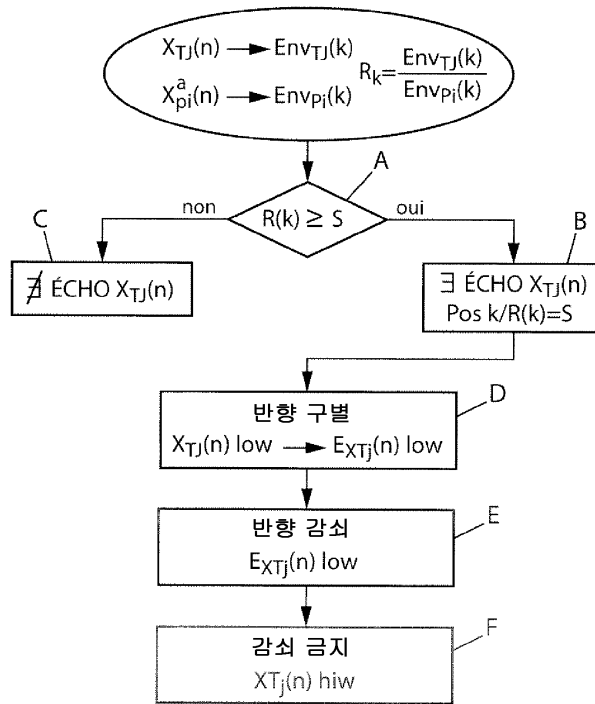 X_TJ(n) → Env_TJ(k)
X_pi^a(n) → Env_Pi(k)
R_k = Env_TJ(k) / Env_Pi(k)
A
non
R(k) ≥ S
oui
C
∄ ÉCHO X_TJ(n)
B
∃ ÉCHO X_TJ(n)
Pos k/R(k)=S
반향 구별
X_TJ(n) low → E_XTj(n) low
D
반향 감쇠
E_XTj(n) low
E
감쇠 금지
XT_j(n) hiw
F